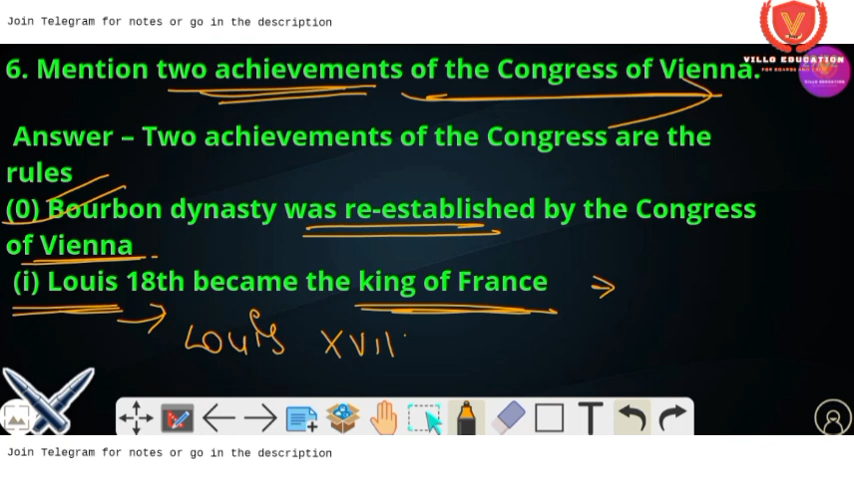 Join Telegram for notes or go in the description
VILLO EDUCATION
6. Mention two achievements of the Congress of Vienna.
Answer – Two achievements of the Congress are the
rules
(0) Bourbon dynasty was re-established by the Congress
of Vienna
(i) Louis 18th became the king of France
Louis XVII
T
Join Telegram for notes or go in the description